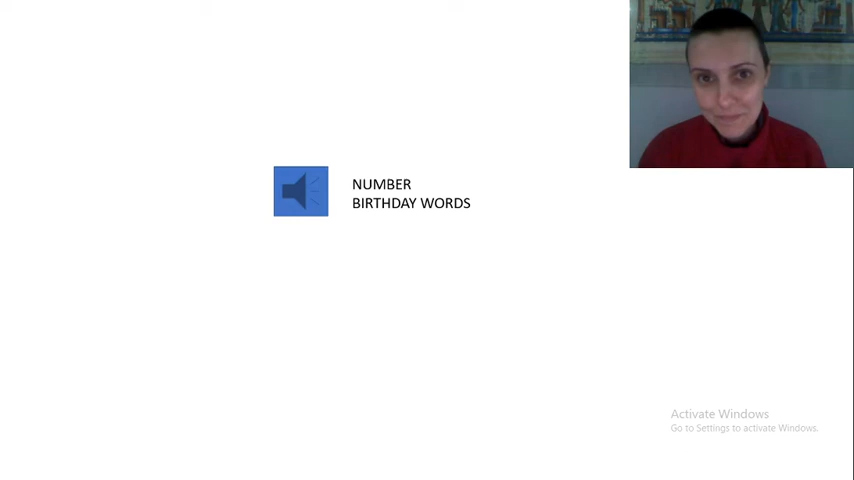 NUMBER
BIRTHDAY WORDS
Activate Windows
Go to Settings to activate Windows.